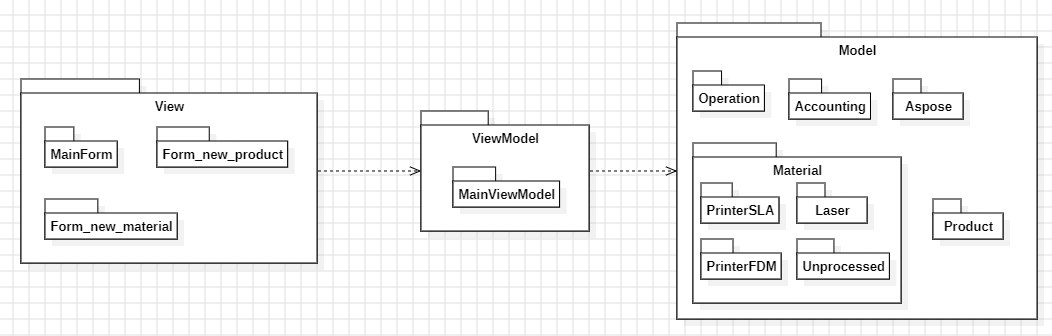 View
MainForm
Form_new_product
Form_new_material
ViewModel
MainViewModel
Model
Operation
Accounting
Aspose
Material
PrinterSLA
Laser
PrinterFDM
Unprocessed
Product